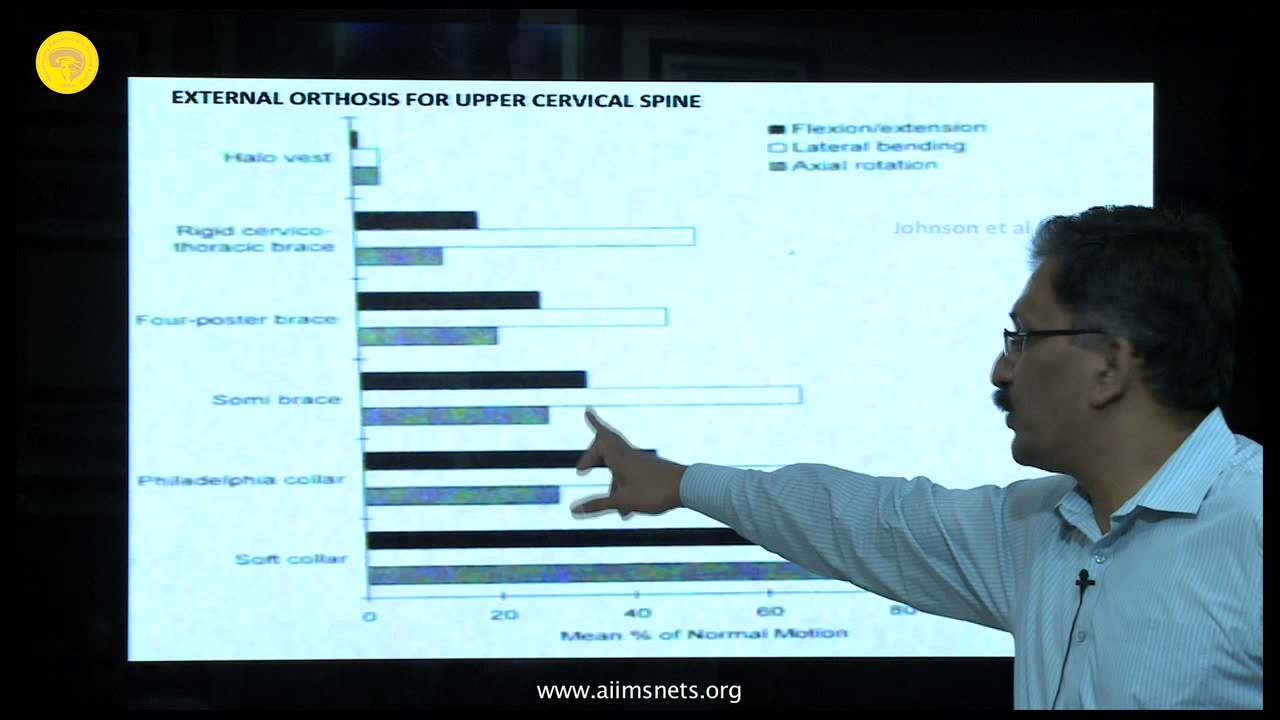 EXTERNAL ORTHOSIS FOR UPPER CERVICAL SPINE
Flexion/extension
Lateral bending
Axial rotation
Johnson et al
Halo vest
Rigid cervico-
thoracic brace
Four-poster brace
Somi brace
Philadelphia collar
Soft collar
0 20 40 60 80
Mean % of Normal Motion
www.aiimsnets.org